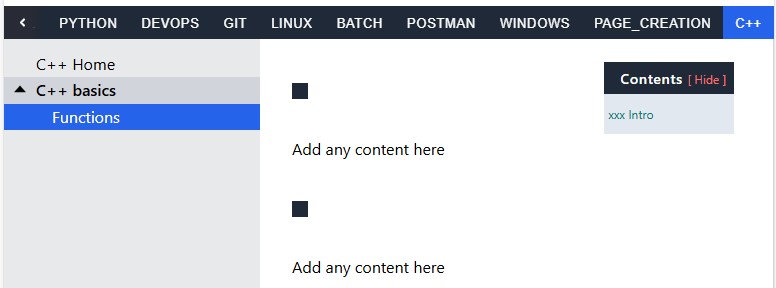 PYTHON DEVOPS GIT LINUX BATCH POSTMAN WINDOWS PAGE_CREATION C++
C++ Home
C++ basics
Functions
Contents [ Hide ]
xxx Intro
Add any content here
Add any content here